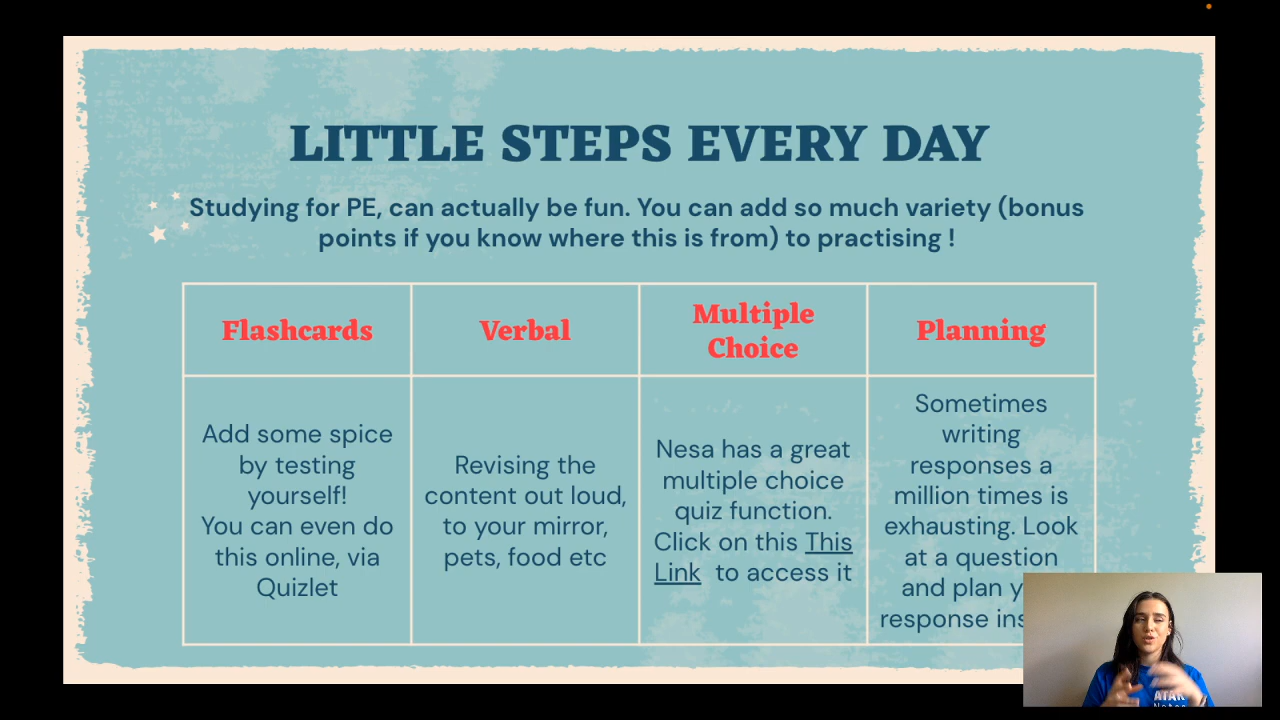 LITTLE STEPS EVERY DAY
Studying for PE, can actually be fun. You can add so much variety (bonus
points if you know where this is from) to practising !
Flashcards
Verbal
Multiple
Choice
Planning
Add some spice
by testing
yourself!
You can even do
this online, via
Quizlet
Revising the
content out loud,
to your mirror,
pets, food etc
Nesa has a great
multiple choice
quiz function.
Click on this This
Link to access it
Sometimes
writing
responses a
million times is
exhausting. Look
at a question
and plan
response
ATAR
Notes